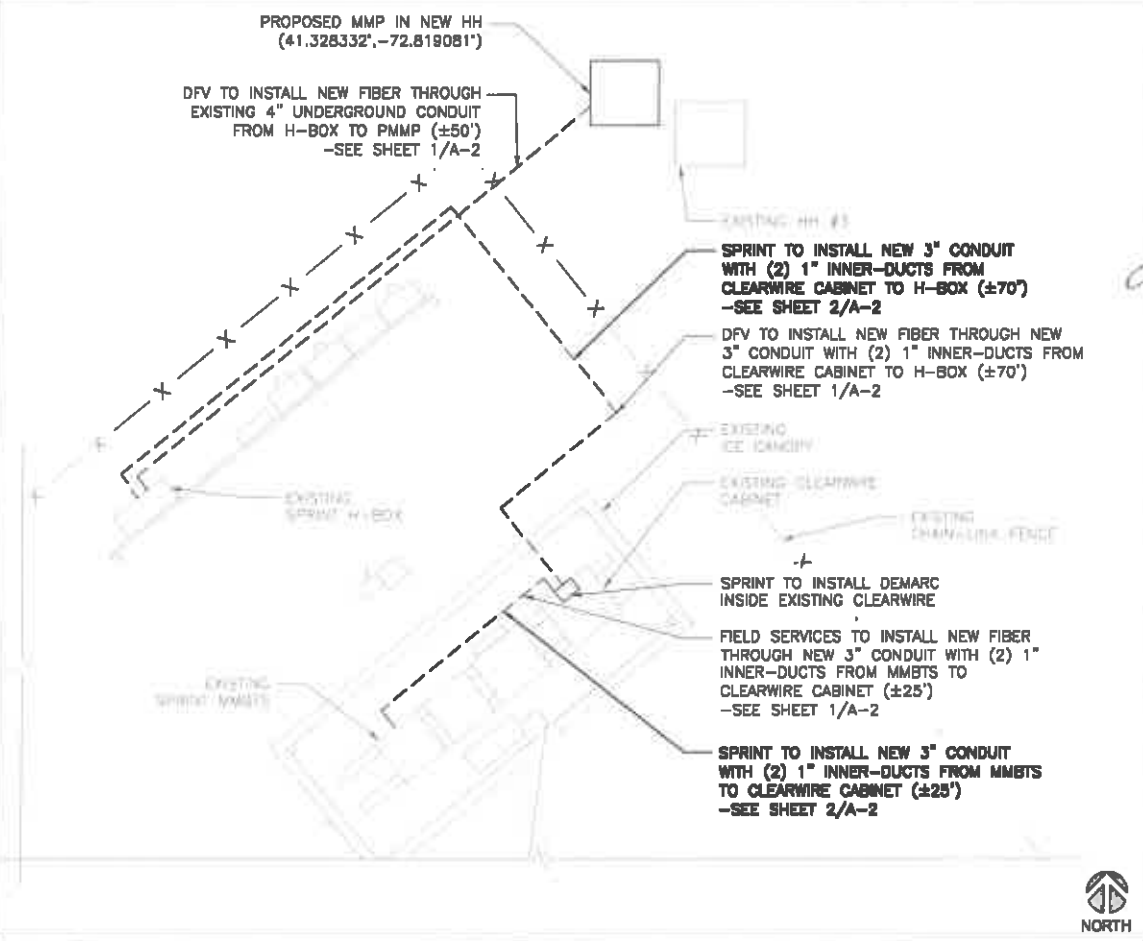 PROPOSED MMP IN NEW HH
(41.328332°,-72.819081°)
DFV TO INSTALL NEW FIBER THROUGH
EXISTING 4" UNDERGROUND CONDUIT
FROM H-BOX TO PMMP (±50')
-SEE SHEET 1/A-2
EXISTING HH #3
SPRINT TO INSTALL NEW 3" CONDUIT
WITH (2) 1" INNER-DUCTS FROM
CLEARWIRE CABINET TO H-BOX (±70')
-SEE SHEET 2/A-2
DFV TO INSTALL NEW FIBER THROUGH NEW
3" CONDUIT WITH (2) 1" INNER-DUCTS FROM
CLEARWIRE CABINET TO H-BOX (±70')
-SEE SHEET 1/A-2
EXISTING
ICE CANOPY
EXISTING CLEARWIRE
CABINET
EXISTING
CHAIN-LINK FENCE
EXISTING
SPRINT H-BOX
SPRINT TO INSTALL DEMARC
INSIDE EXISTING CLEARWIRE
FIELD SERVICES TO INSTALL NEW FIBER
THROUGH NEW 3" CONDUIT WITH (2) 1"
INNER-DUCTS FROM MMBTS TO
CLEARWIRE CABINET (±25')
-SEE SHEET 1/A-2
EXISTING
SPRINT MMBTS
SPRINT TO INSTALL NEW 3" CONDUIT
WITH (2) 1" INNER-DUCTS FROM MMBTS
TO CLEARWIRE CABINET (±25')
-SEE SHEET 2/A-2
NORTH